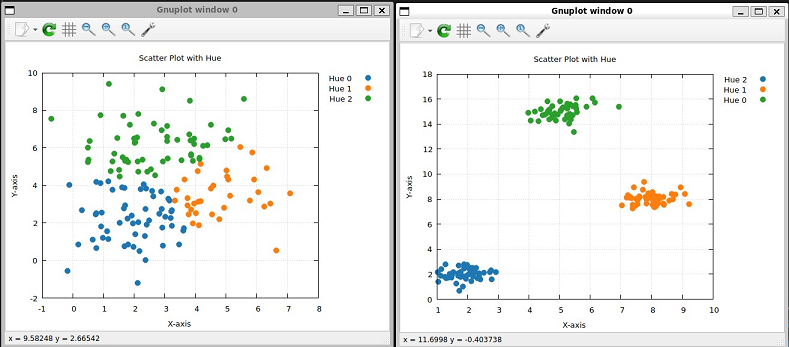 Gnuplot window 0
Scatter Plot with Hue
Hue 0
Hue 1
Hue 2
10
8
6
4
2
0
-2
Y-axis
-1 0 1 2 3 4 5 6 7 8
X-axis
x = 9.58248 y = 2.66542
Gnuplot window 0
Scatter Plot with Hue
Hue 2
Hue 1
Hue 0
18
16
14
12
10
8
6
4
2
0
Y-axis
1 2 3 4 5 6 7 8 9 10
X-axis
x = 11.6998 y = -0.403738